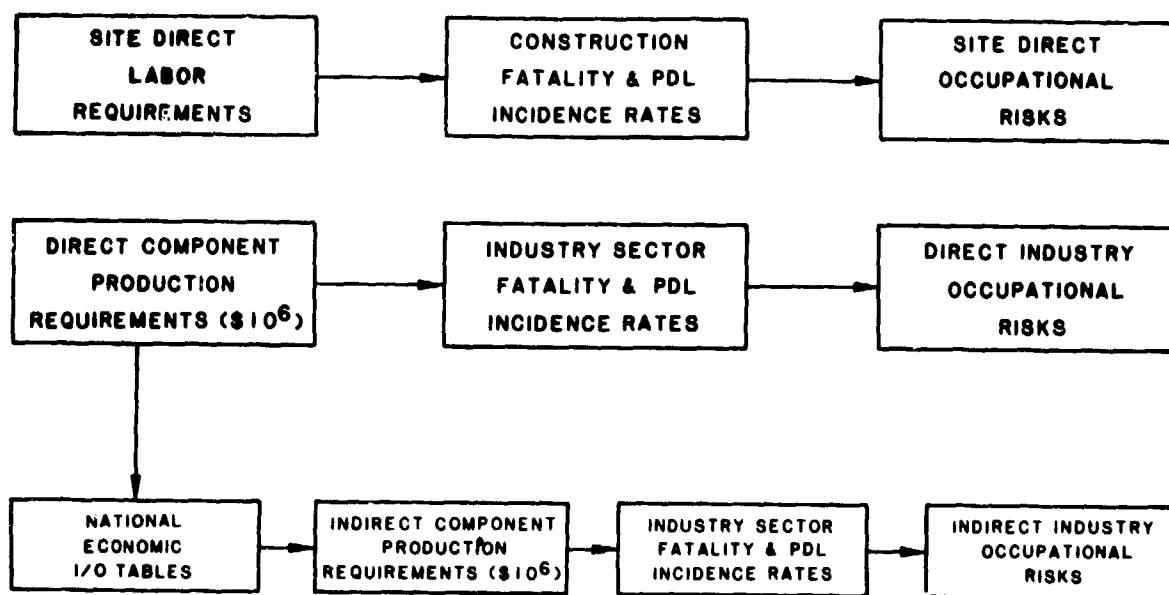 SITE DIRECT
LABOR
REQUIREMENTS
CONSTRUCTION
FATALITY & PDL
INCIDENCE RATES
SITE DIRECT
OCCUPATIONAL
RISKS
DIRECT COMPONENT
PRODUCTION
REQUIREMENTS ($10⁶)
INDUSTRY SECTOR
FATALITY & PDL
INCIDENCE RATES
DIRECT INDUSTRY
OCCUPATIONAL
RISKS
NATIONAL
ECONOMIC
I/O TABLES
INDIRECT COMPONENT
PRODUCTION
REQUIREMENTS ($10⁶)
INDUSTRY SECTOR
FATALITY & PDL
INCIDENCE RATES
INDIRECT INDUSTRY
OCCUPATIONAL
RISKS